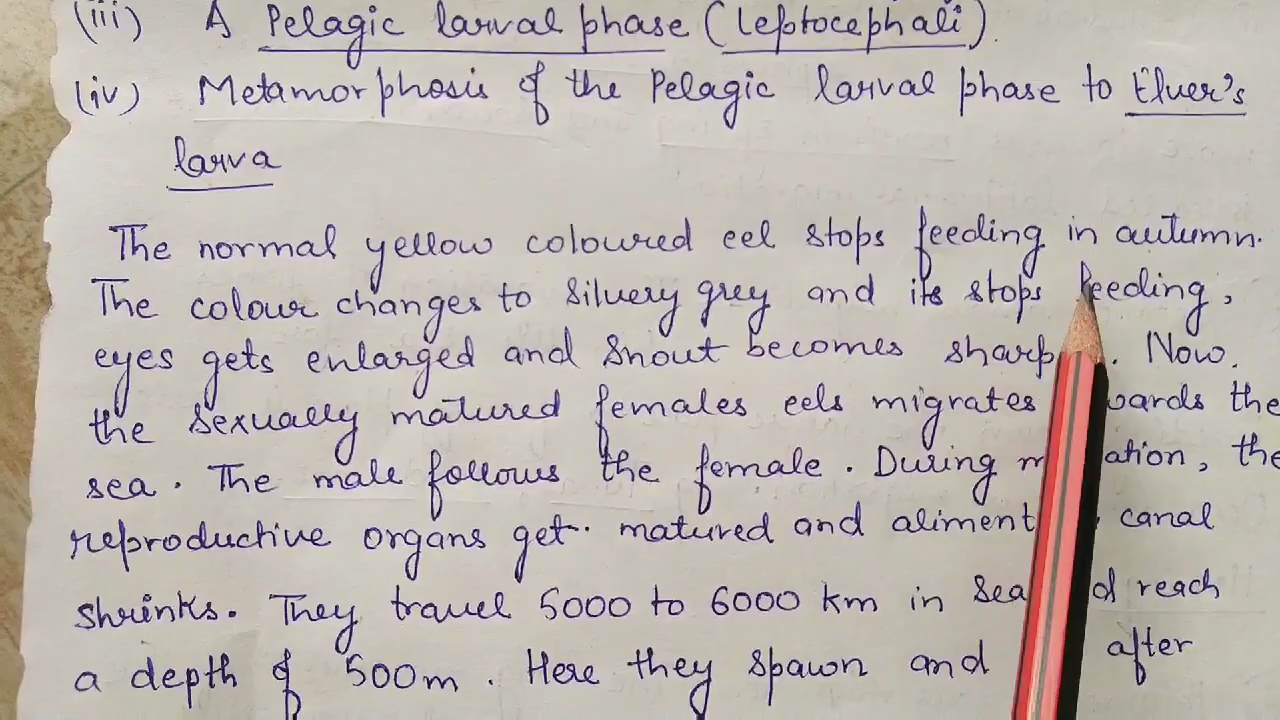 (iii) A Pelagic larval phase (leptocephali)
(iv) Metamorphosis of the Pelagic larval phase to Elver's
larva
The normal yellow coloured eel stops feeding in autumn.
The colour changes to silvery grey and its stops feeding,
eyes gets enlarged and snout becomes sharp. Now.
the sexually matured females eels migrates the
sea. The male follows the female. During the
reproductive organs get matured and canal
shrinks. They travel 5000 to 6000 km in sea reach
a depth of 500m. Here they spawn and after